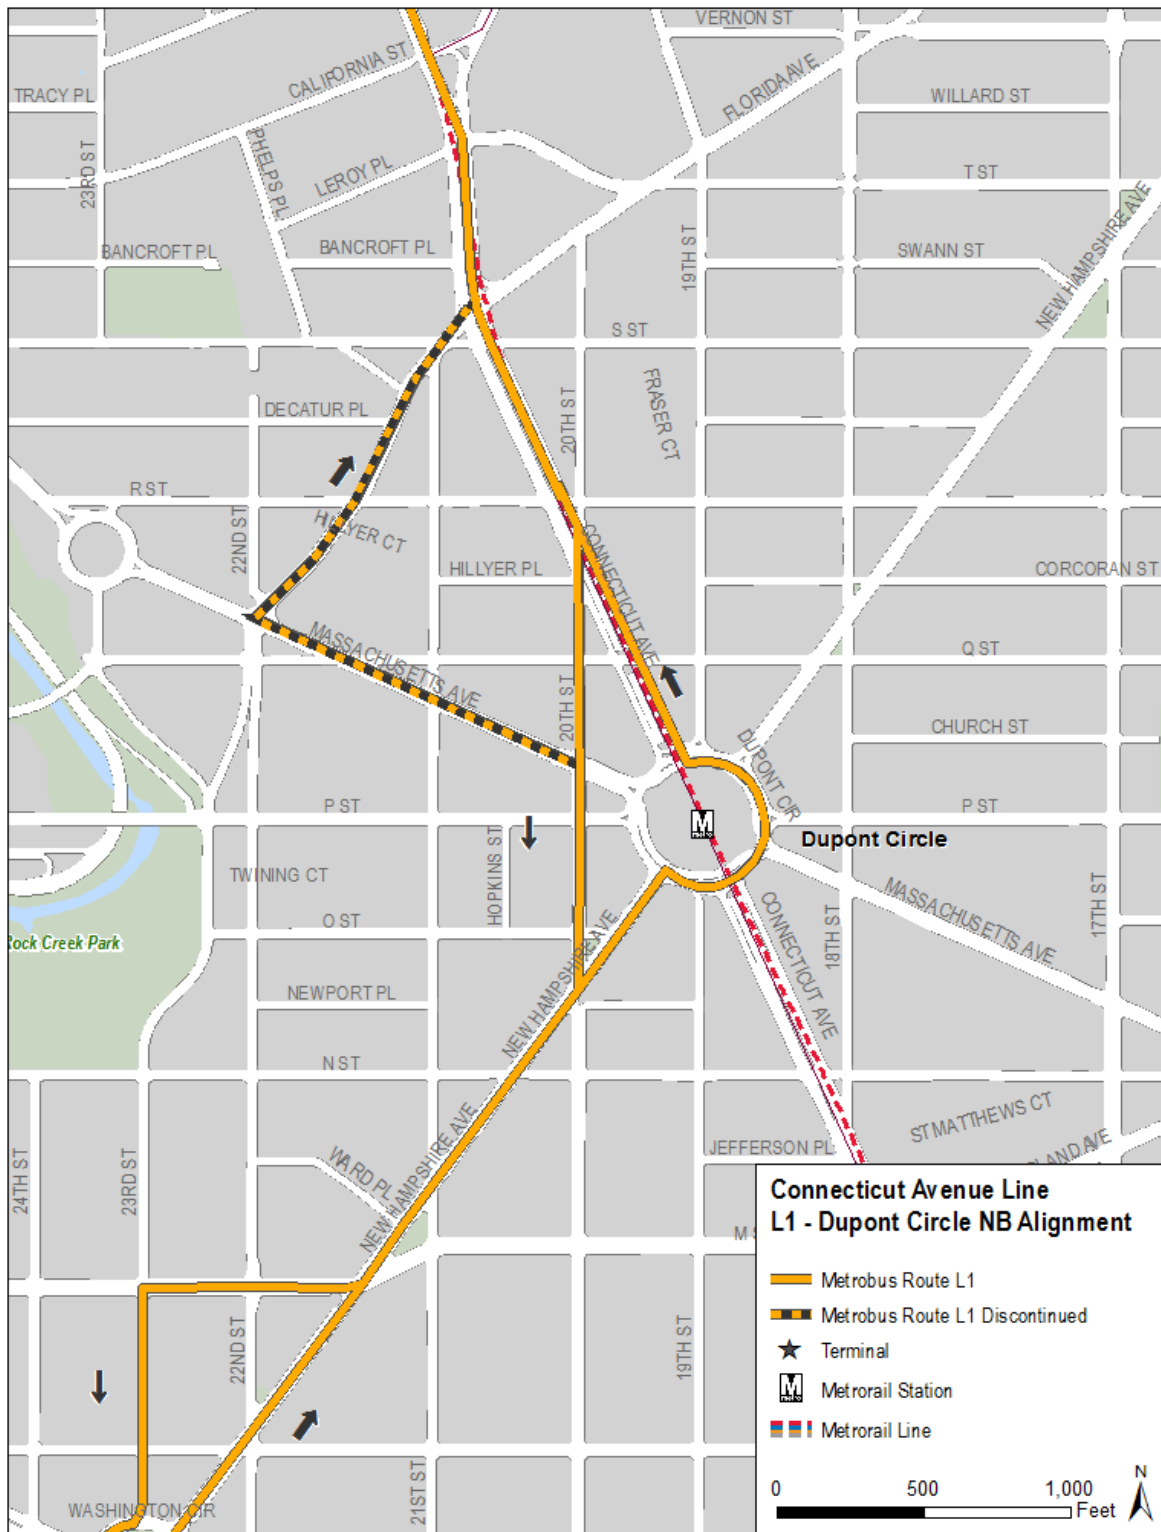 VERNON ST
CALIFORNIA ST
FLORIDA AVE
TRACY PL
WILLARD ST
PHELPS PL
23RD ST
LEROY PL
T ST
NEW HAMPSHIRE AVE
BANCROFT PL
BANCROFT PL
19TH ST
SWANN ST
S ST
DECATUR PL
20TH ST
FRASER CT
R ST
22ND ST
HILLYER CT
HILLYER PL
CONNECTICUT AVE
CORCORAN ST
MASSACHUSETTS AVE
Q ST
20TH ST
CHURCH ST
DUPONT CIR
P ST
P ST
M
metro
Dupont Circle
HOPKINS ST
TWINING CT
O ST
Rock Creek Park
NEW HAMPSHIRE AVE
CONNECTICUT AVE
18TH ST
MASSACHUSETTS AVE
17TH ST
NEWPORT PL
N ST
ST MATTHEWS CT
JEFFERSON PL
LAND AVE
24TH ST
23RD ST
WARD PL
NEW HAMPSHIRE AVE
M S
22ND ST
19TH ST
21ST ST
WASHINGTON CIR
Connecticut Avenue Line
L1 - Dupont Circle NB Alignment
Metrobus Route L1
Metrobus Route L1 Discontinued
Terminal
M
metro
Metrorail Station
Metrorail Line
0 500 1,000
Feet
N